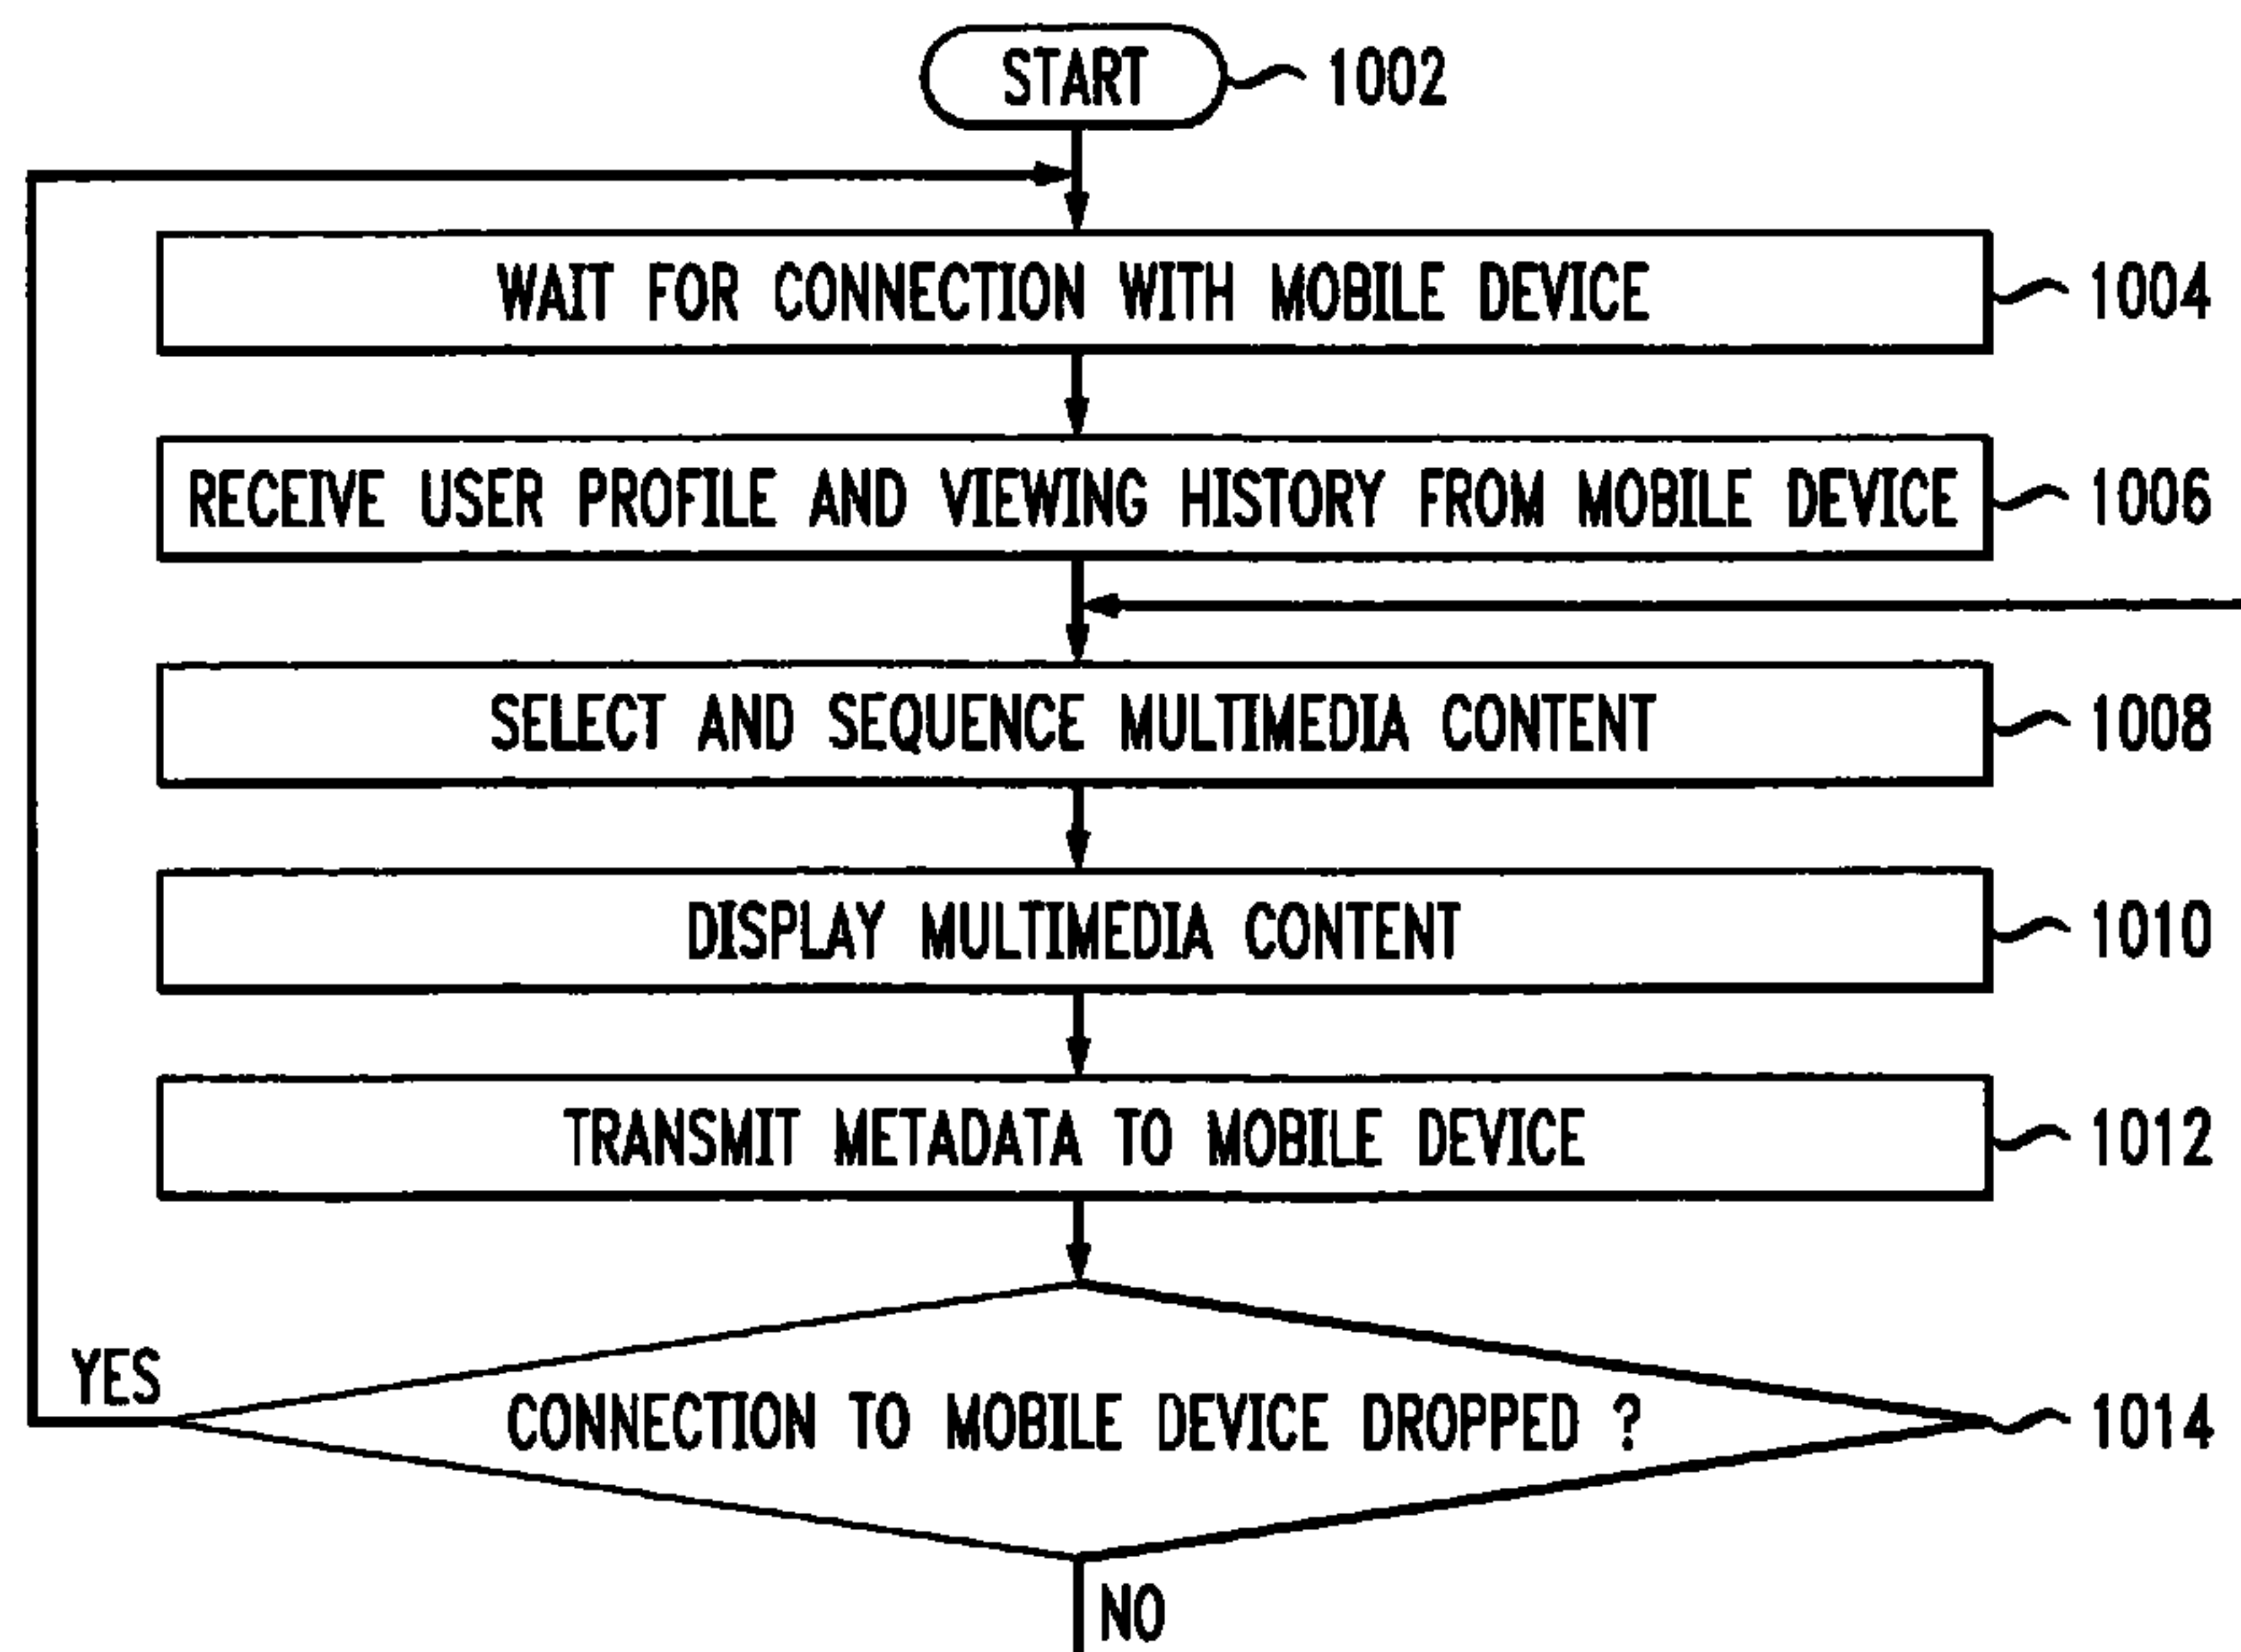 START 1002
WAIT FOR CONNECTION WITH MOBILE DEVICE 1004
RECEIVE USER PROFILE AND VIEWING HISTORY FROM MOBILE DEVICE 1006
SELECT AND SEQUENCE MULTIMEDIA CONTENT 1008
DISPLAY MULTIMEDIA CONTENT 1010
TRANSMIT METADATA TO MOBILE DEVICE 1012
YES
CONNECTION TO MOBILE DEVICE DROPPED ? 1014
NO